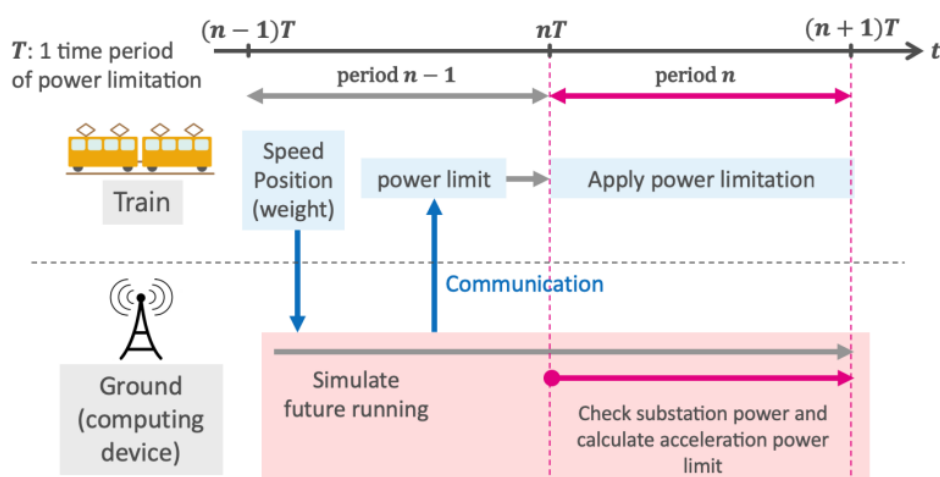 (n − 1)T
nT
(n + 1)T
t
T: 1 time period
of power limitation
period n − 1
period n
Speed
Position
(weight)
power limit
Apply power limitation
Train
Communication
Ground
(computing
device)
Simulate
future running
Check substation power and
calculate acceleration power
limit